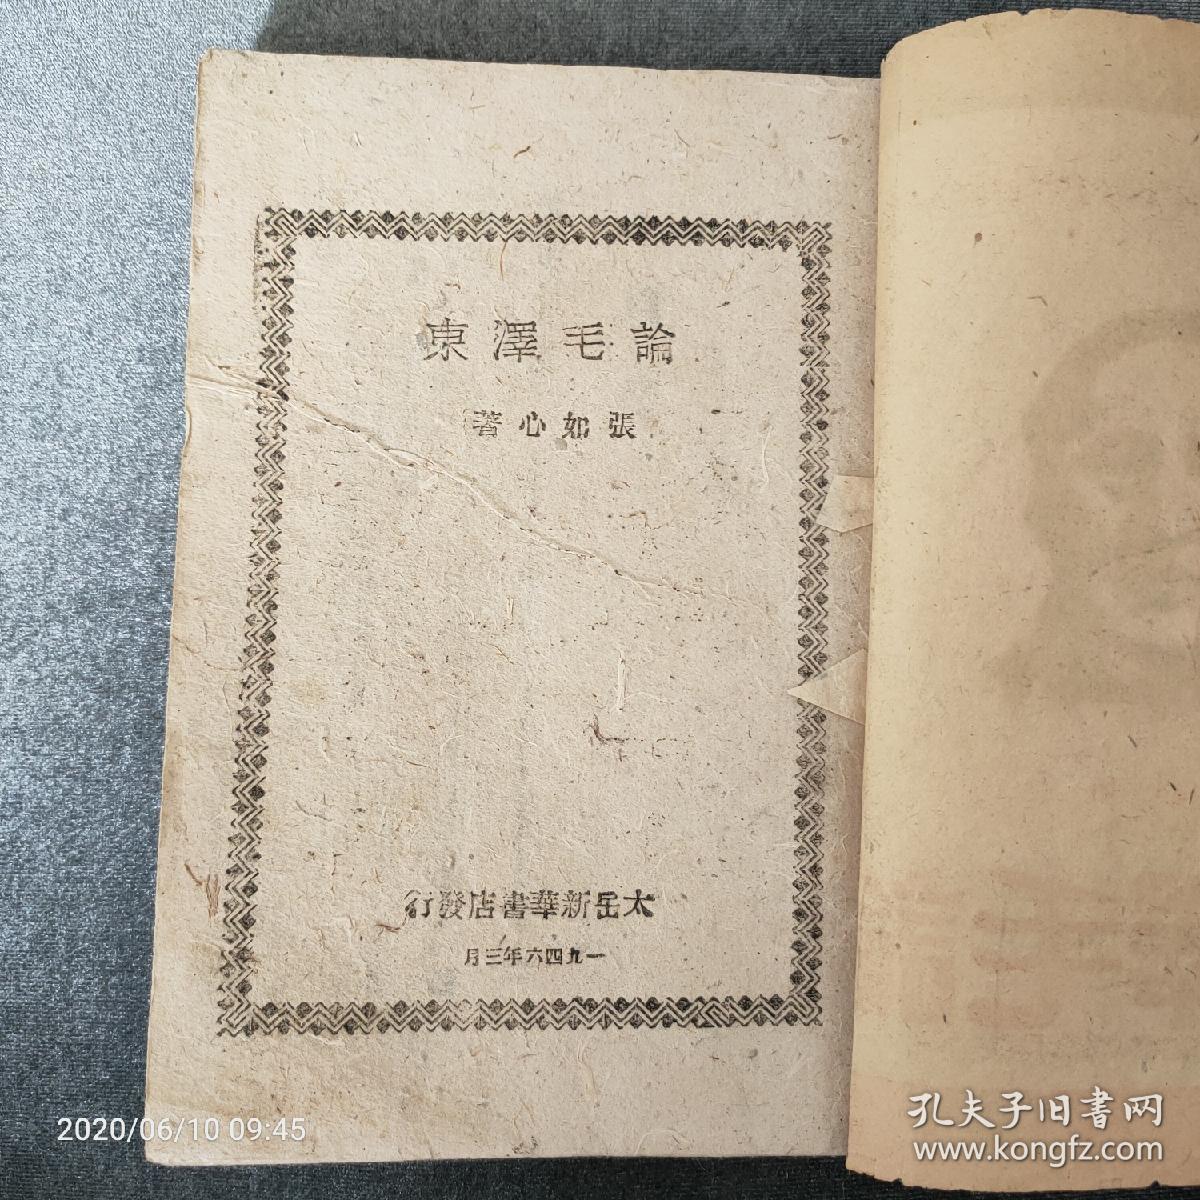 論毛澤東
張如心著
太岳新華書店發行
一九四六年三月
2020/06/10 09:45
孔夫子旧書网
www.kongfz.com